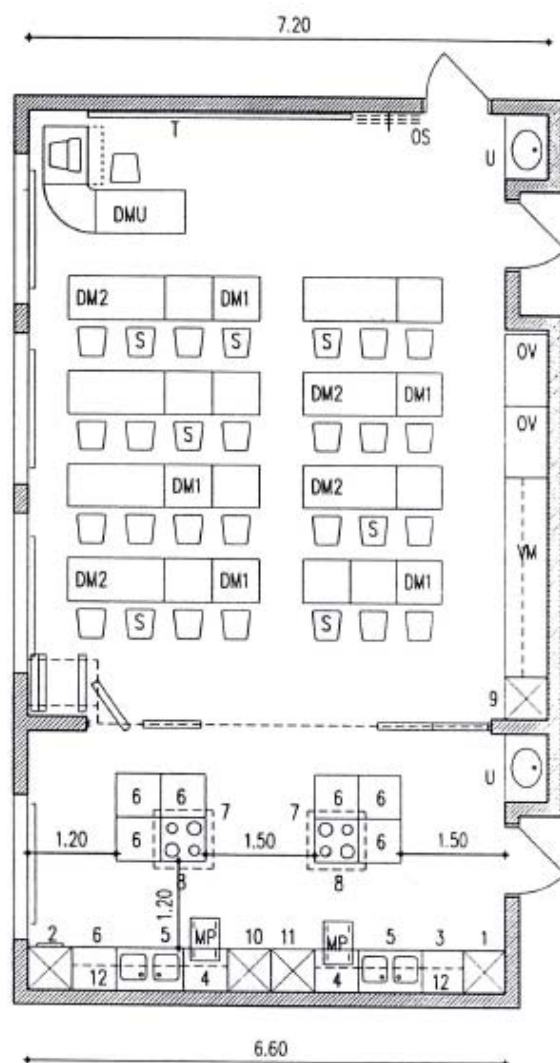 7.20
T
OS
U
DMU
DM2 DM1
S S S
OV
DM2 DM1
S
OV
DM1 DM2
S
VM
DM2 DM1 DM1
S S
9
U
6 6 7 7 6 6
6 6
1.20 1.50 1.50
8 8
1.20
2 6 5 MP 10 11 MP 5 3 1
12 4 4 12
6.60